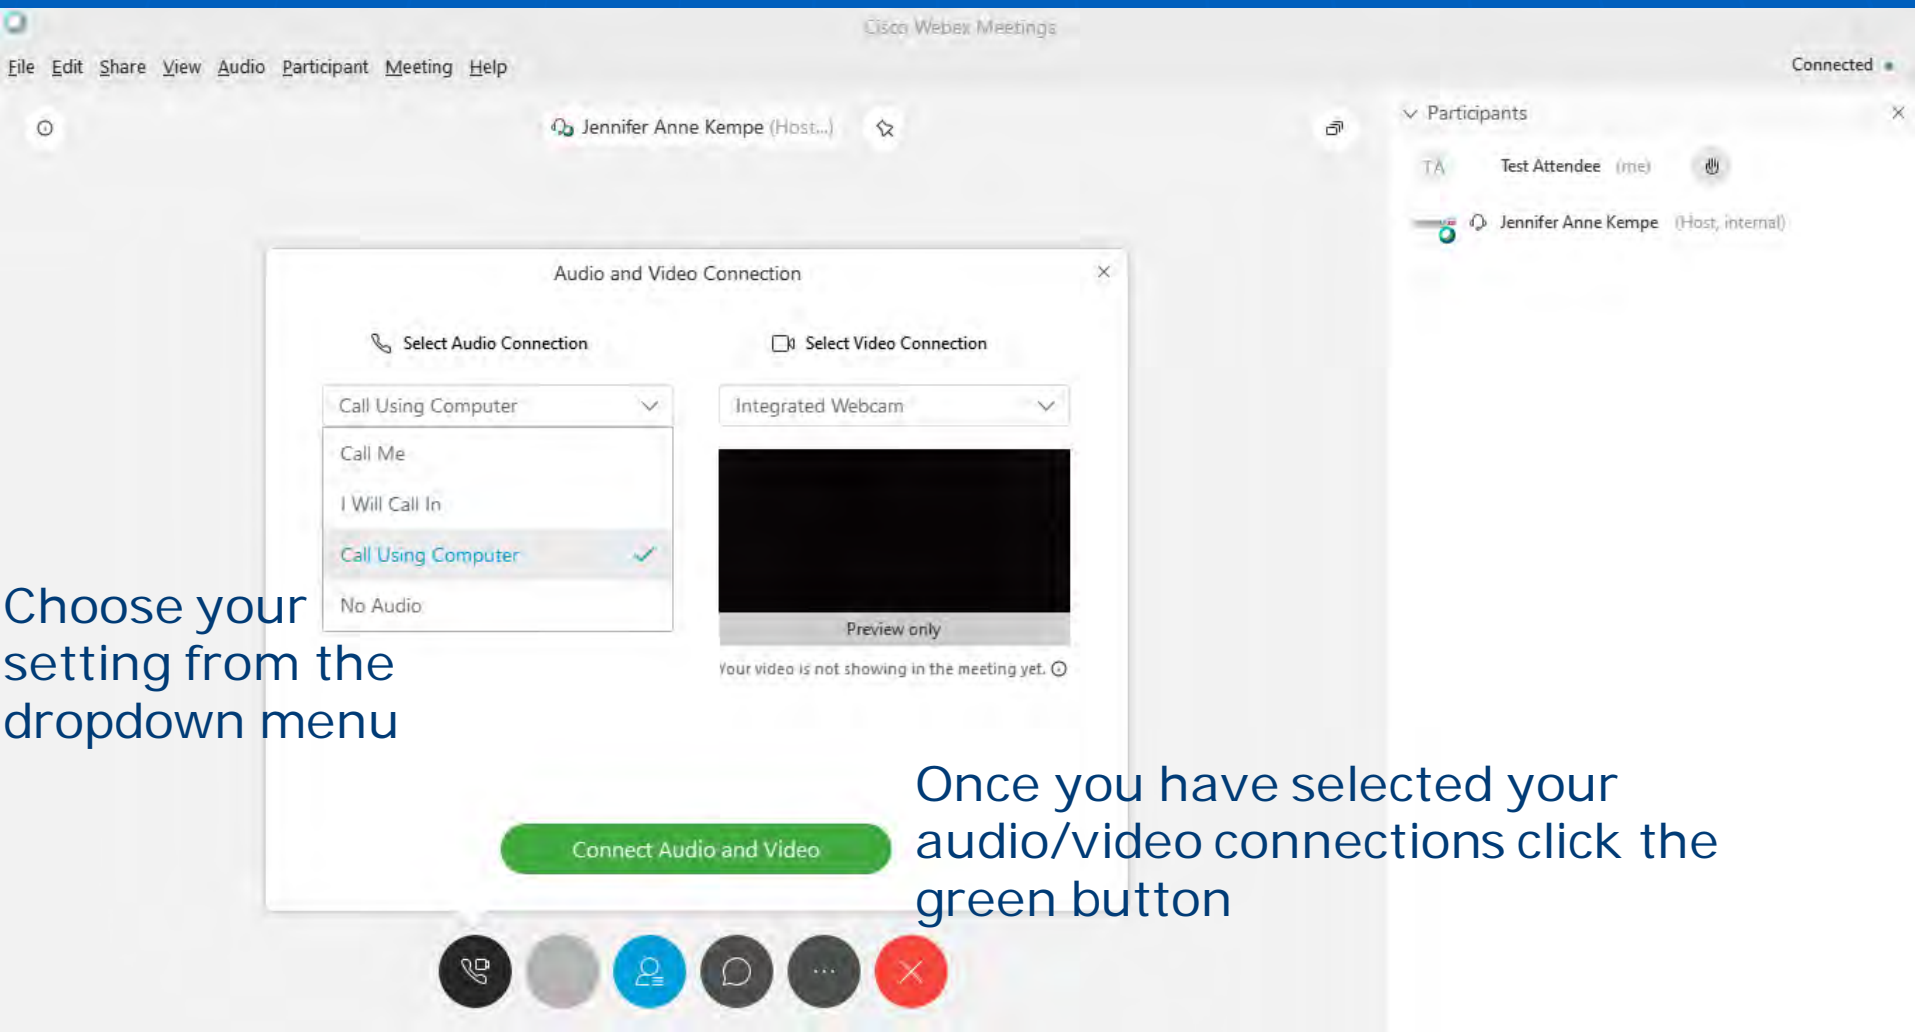 Cisco Webex Meetings
File Edit Share View Audio Participant Meeting Help
Connected
Jennifer Anne Kempe (Host...)
Participants
TA Test Attendee (me)
Jennifer Anne Kempe (Host, internal)
Audio and Video Connection
Select Audio Connection
Select Video Connection
Call Using Computer
Integrated Webcam
Call Me
I Will Call In
Call Using Computer
No Audio
Preview only
Your video is not showing in the meeting yet.
Choose your
setting from the
dropdown menu
Connect Audio and Video
Once you have selected your
audio/video connections click the
green button